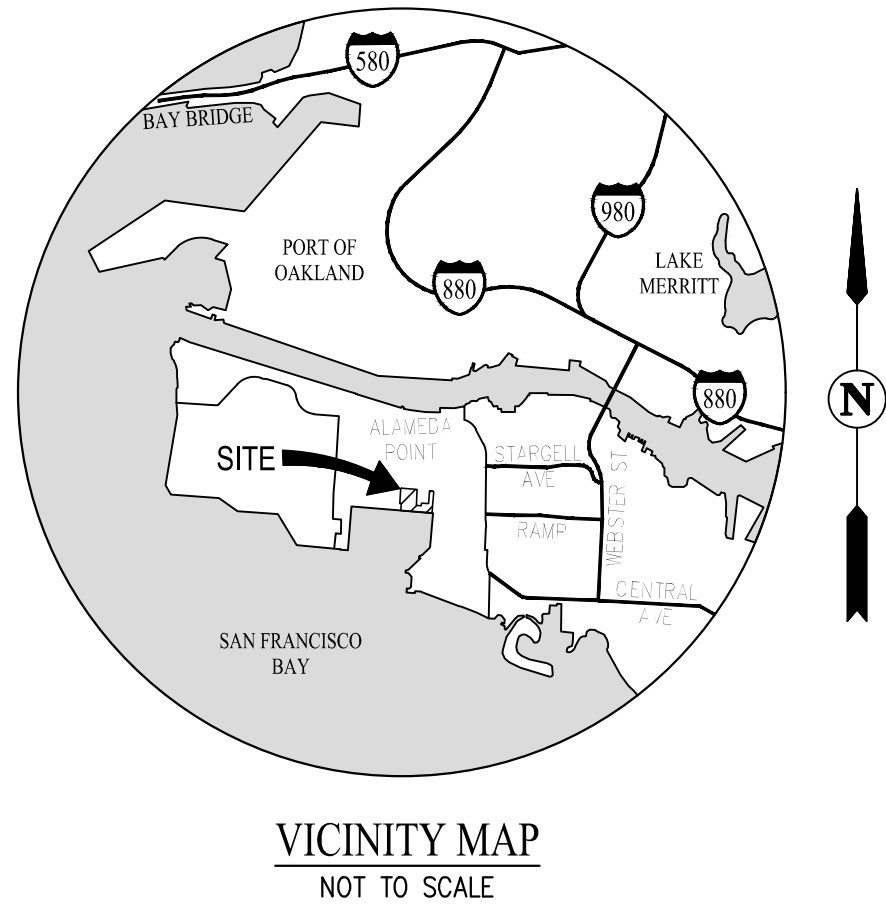 580
BAY BRIDGE
980
PORT OF
OAKLAND
LAKE
MERRITT
880
880
N
ALAMEDA
POINT
SITE
STARGELL
AVE
WEBSTER ST
RAMP
CENTRAL
AVE
SAN FRANCISCO
BAY
VICINITY MAP
NOT TO SCALE